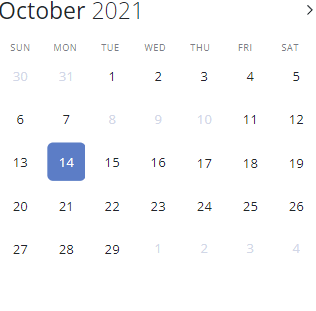 October 2021
SUN MON TUE WED THU FRI SAT
30 31 1 2 3 4 5
6 7 8 9 10 11 12
13 14 15 16 17 18 19
20 21 22 23 24 25 26
27 28 29 1 2 3 4